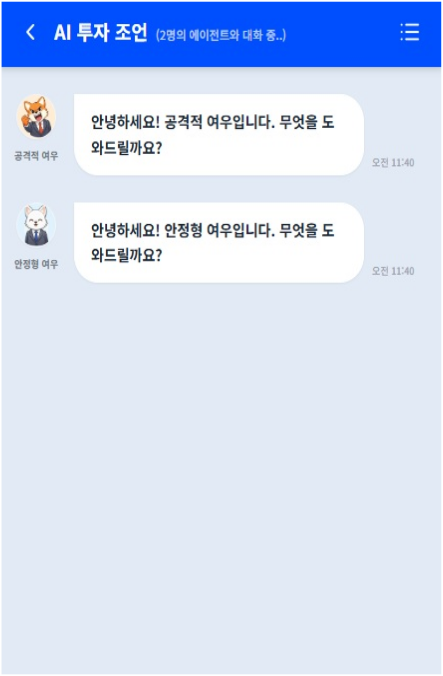 AI 투자 조언 (2명의 에이전트와 대화 중..)
안녕하세요! 공격적 여우입니다. 무엇을 도
와드릴까요?
공격적 여우
오전 11:40
안녕하세요! 안정형 여우입니다. 무엇을 도
와드릴까요?
안정형 여우
오전 11:40